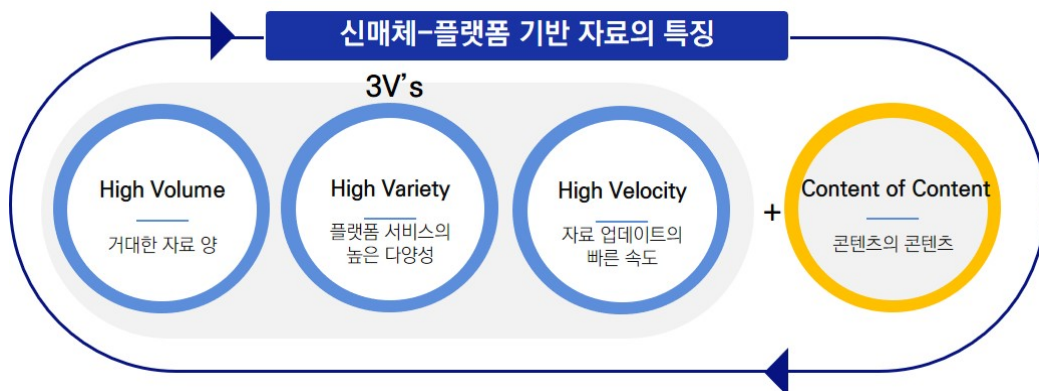 신매체-플랫폼 기반 자료의 특징
3V's
High Volume
거대한 자료 양
High Variety
플랫폼 서비스의
높은 다양성
High Velocity
자료 업데이트의
빠른 속도
+
Content of Content
콘텐츠의 콘텐츠